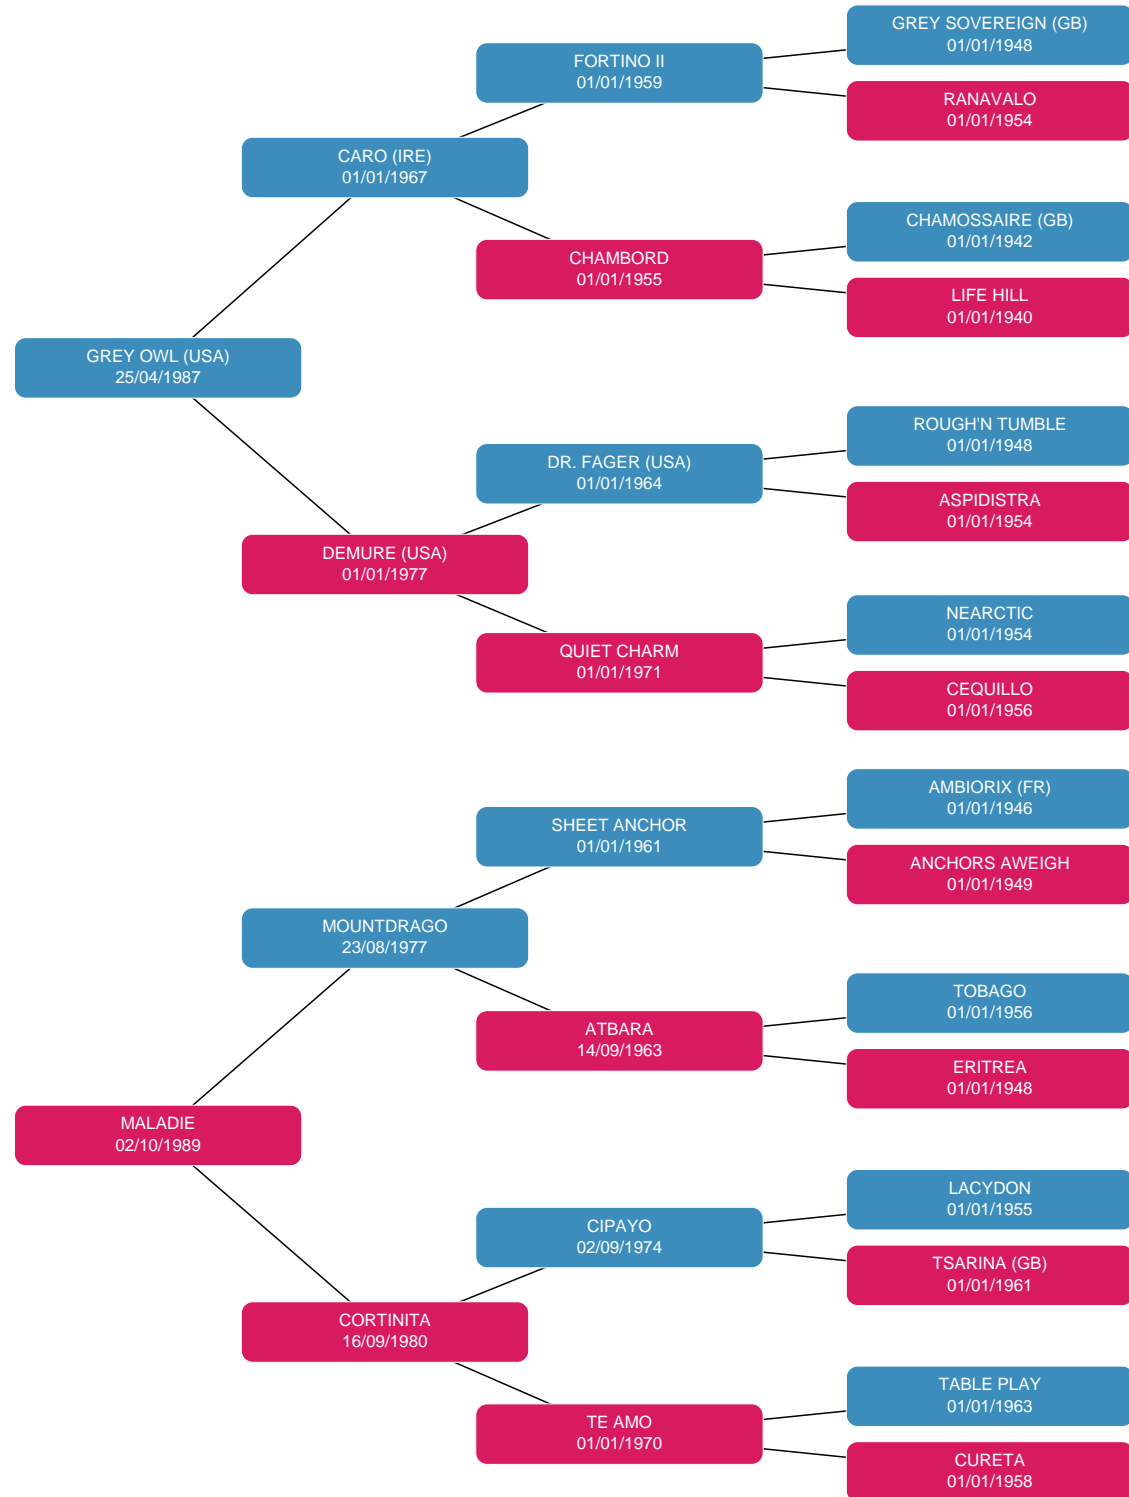 GREY SOVEREIGN (GB)
01/01/1948
FORTINO II
01/01/1959
RANAVALO
01/01/1954
CARO (IRE)
01/01/1967
CHAMOSSAIRE (GB)
01/01/1942
CHAMBORD
01/01/1955
LIFE HILL
01/01/1940
GREY OWL (USA)
25/04/1987
ROUGH'N TUMBLE
01/01/1948
DR. FAGER (USA)
01/01/1964
ASPIDISTRA
01/01/1954
DEMURE (USA)
01/01/1977
NEARCTIC
01/01/1954
QUIET CHARM
01/01/1971
CEQUILLO
01/01/1956
AMBIORIX (FR)
01/01/1946
SHEET ANCHOR
01/01/1961
ANCHORS AWEIGH
01/01/1949
MOUNTDRAGO
23/08/1977
TOBAGO
01/01/1956
ATBARA
14/09/1963
ERITREA
01/01/1948
MALADIE
02/10/1989
LACYDON
01/01/1955
CIPAYO
02/09/1974
TSARINA (GB)
01/01/1961
CORTINITA
16/09/1980
TABLE PLAY
01/01/1963
TE AMO
01/01/1970
CURETA
01/01/1958